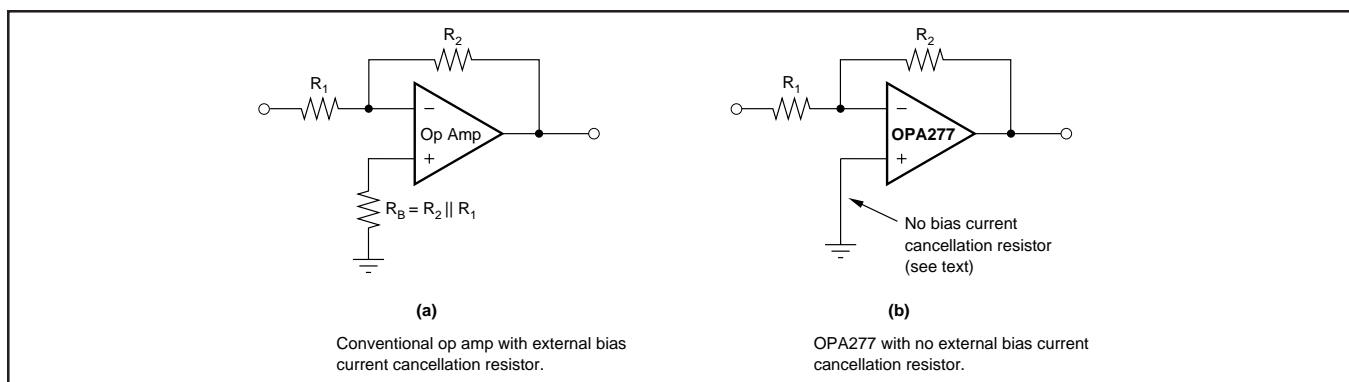 R2
R1
−
Op Amp
+
RB = R2 || R1
(a)
Conventional op amp with external bias
current cancellation resistor.
R2
R1
−
OPA277
+
No bias current
cancellation resistor
(see text)
(b)
OPA277 with no external bias current
cancellation resistor.